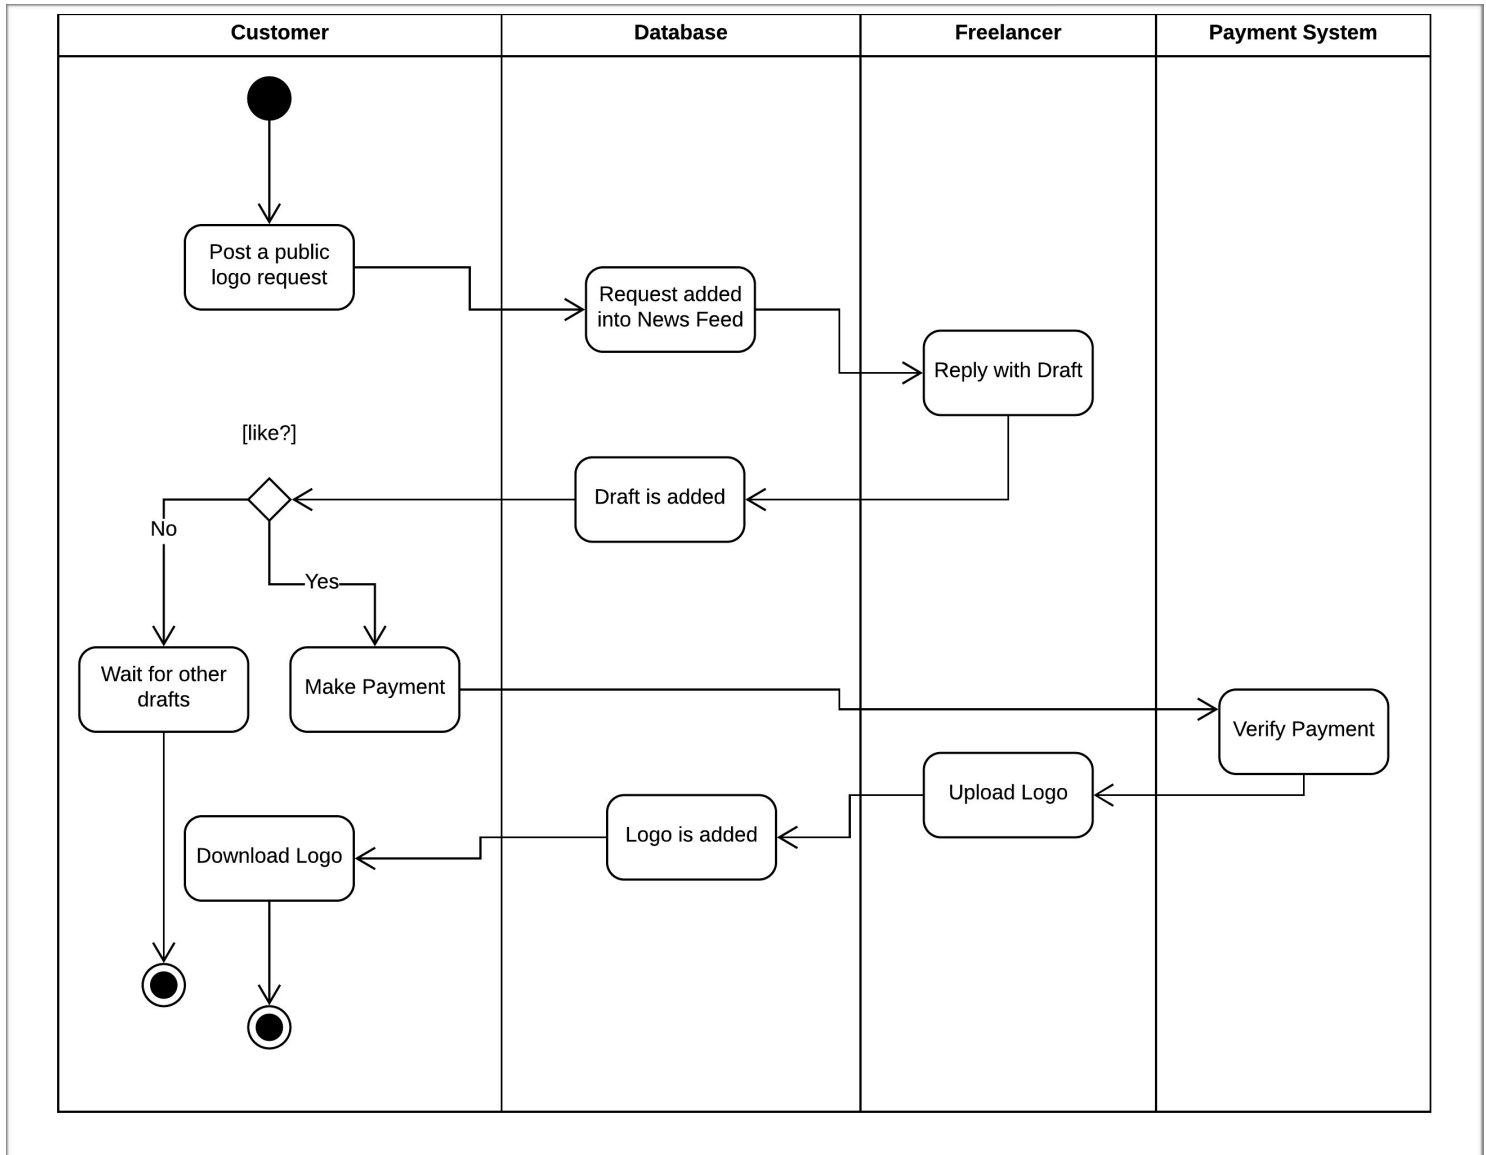 Customer
Database
Freelancer
Payment System
Post a public
logo request
Request added
into News Feed
Reply with Draft
[like?]
Draft is added
No
Yes
Wait for other
drafts
Make Payment
Verify Payment
Upload Logo
Logo is added
Download Logo